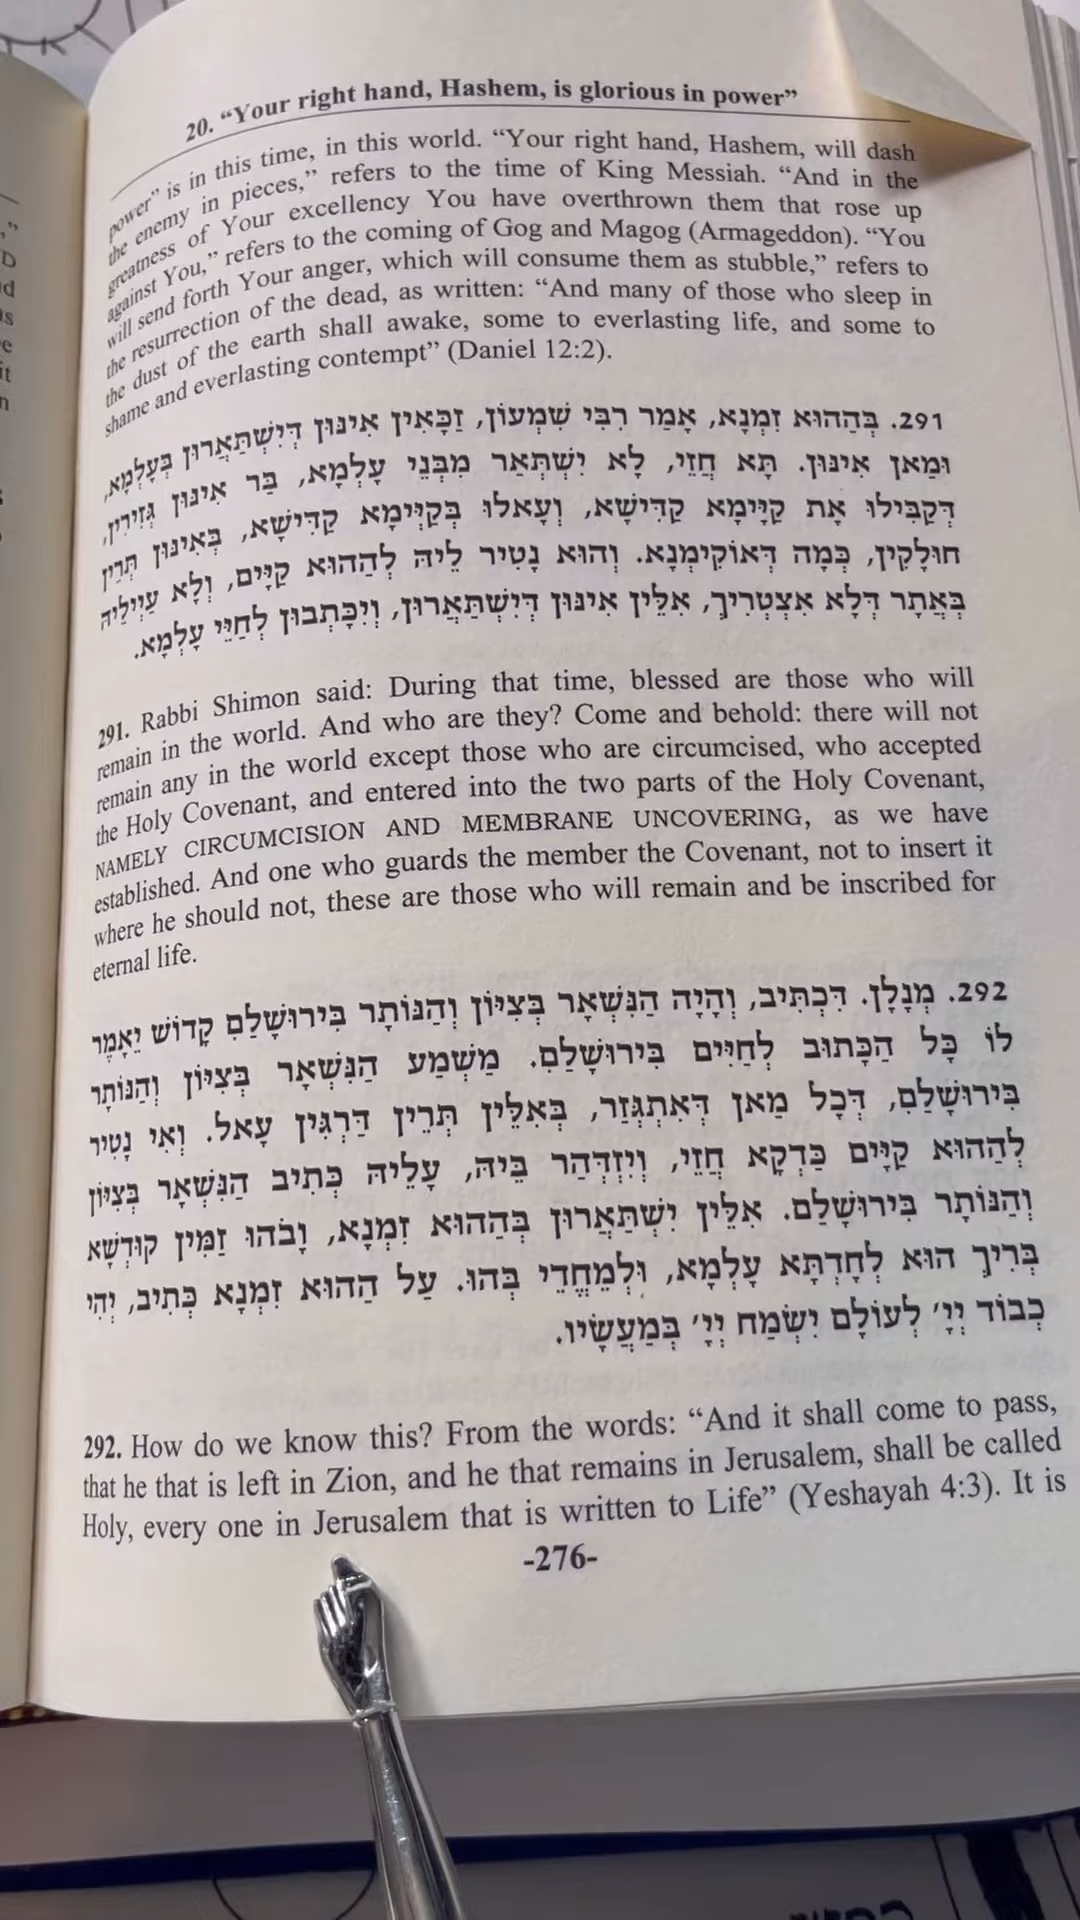 20. “Your right hand, Hashem, is glorious in power”
power” is in this time, in this world. “Your right hand, Hashem, will dash
the enemy in pieces,” refers to the time of King Messiah. “And in the
greatness of Your excellency You have overthrown them that rose up
against You,” refers to the coming of Gog and Magog (Armageddon). “You
will send forth Your anger, which will consume them as stubble,” refers to
the resurrection of the dead, as written: “And many of those who sleep in
the dust of the earth shall awake, some to everlasting life, and some to
shame and everlasting contempt” (Daniel 12:2).
291. בְּהַהוּא זִמְנָא, אָמַר רִבִּי שִׁמְעוֹן, זַכָּאִין אִינּוּן דְּיִשְׁתַּאֲרוּן בְּעָלְמָא,
וּמַאן אִינּוּן. תָּא חֲזֵי, לָא יִשְׁתְּאַר מִבְּנֵי עָלְמָא, בַּר אִינּוּן גְּזִירִין,
דְּקַבִּילוּ אָת קַיָּימָא קַדִּישָׁא, וְעָאלוּ בְּקַיְּימָא קַדִּישָׁא, בְּאִינּוּן תְּרֵין
חוּלָקִין, כְּמָה דְּאוֹקִימְנָא. וְהוּא נָטִיר לֵיהּ לְהַהוּא קַיָּים, וְלָא עַיְּילֵיהּ
בְּאֲתָר דְּלָא אִצְטְרִיךְ, אִלֵּין אִינּוּן דְּיִשְׁתַּאֲרוּן, וְיִכָּתְבוּן לְחַיֵּי עָלְמָא.
291. Rabbi Shimon said: During that time, blessed are those who will
remain in the world. And who are they? Come and behold: there will not
remain any in the world except those who are circumcised, who accepted
the Holy Covenant, and entered into the two parts of the Holy Covenant,
NAMELY CIRCUMCISION AND MEMBRANE UNCOVERING, as we have
established. And one who guards the member the Covenant, not to insert it
where he should not, these are those who will remain and be inscribed for
eternal life.
292. מְנָלָן. דִּכְתִּיב, וְהָיָה הַנִּשְׁאָר בְּצִיּוֹן וְהַנּוֹתָר בִּירוּשָׁלַםִ קָדוֹשׁ יֵאָמֶר
לוֹ כָּל הַכָּתוּב לְחַיִּים בִּירוּשָׁלַםִ. מַשְׁמַע הַנִּשְׁאָר בְּצִיּוֹן וְהַנּוֹתָר
בִּירוּשָׁלַםִ, דְּכָל מַאן דְּאִתְגְּזַר, בְּאִלֵּין תְּרֵין דַּרְגִּין עָאל. וְאִי נָטִיר
לְהַהוּא קַיָּים כַּדְקָא חֲזֵי, וְיִזְדְּהַר בֵּיהּ, עָלֵיהּ כְּתִיב הַנִּשְׁאָר בְּצִיּוֹן
וְהַנּוֹתָר בִּירוּשָׁלַםִ. אִלֵּין יִשְׁתַּאֲרוּן בְּהַהוּא זִמְנָא, וּבְהוּ זַמִּין קוּדְשָׁא
בְּרִיךְ הוּא לְחַדְתָּא עָלְמָא, וּלְמֶחֱדֵי בְּהוּ. עַל הַהוּא זִמְנָא כְּתִיב, יְהִי
כְבוֹד יְיָ' לְעוֹלָם יִשְׂמַח יְיָ' בְּמַעֲשָׂיו.
292. How do we know this? From the words: “And it shall come to pass,
that he that is left in Zion, and he that remains in Jerusalem, shall be called
Holy, every one in Jerusalem that is written to Life” (Yeshayah 4:3). It is
-276-